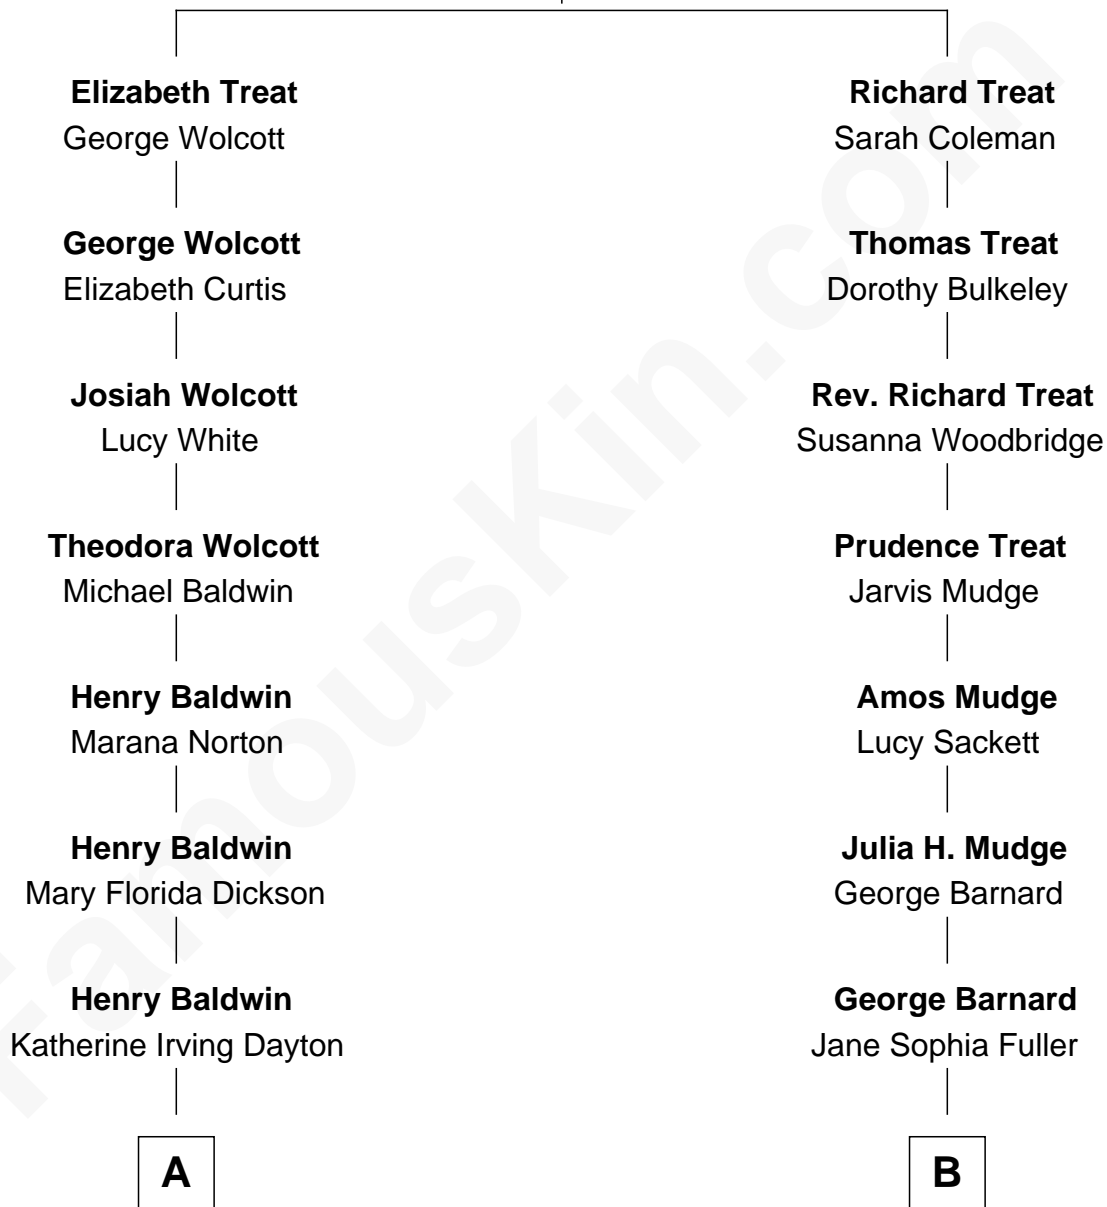 Elizabeth Treat
George Wolcott
George Wolcott
Elizabeth Curtis
Josiah Wolcott
Lucy White
Theodora Wolcott
Michael Baldwin
Henry Baldwin
Marana Norton
Henry Baldwin
Mary Florida Dickson
Henry Baldwin
Katherine Irving Dayton
A
Richard Treat
Sarah Coleman
Thomas Treat
Dorothy Bulkeley
Rev. Richard Treat
Susanna Woodbridge
Prudence Treat
Jarvis Mudge
Amos Mudge
Lucy Sackett
Julia H. Mudge
George Barnard
George Barnard
Jane Sophia Fuller
B
FamousKin.com